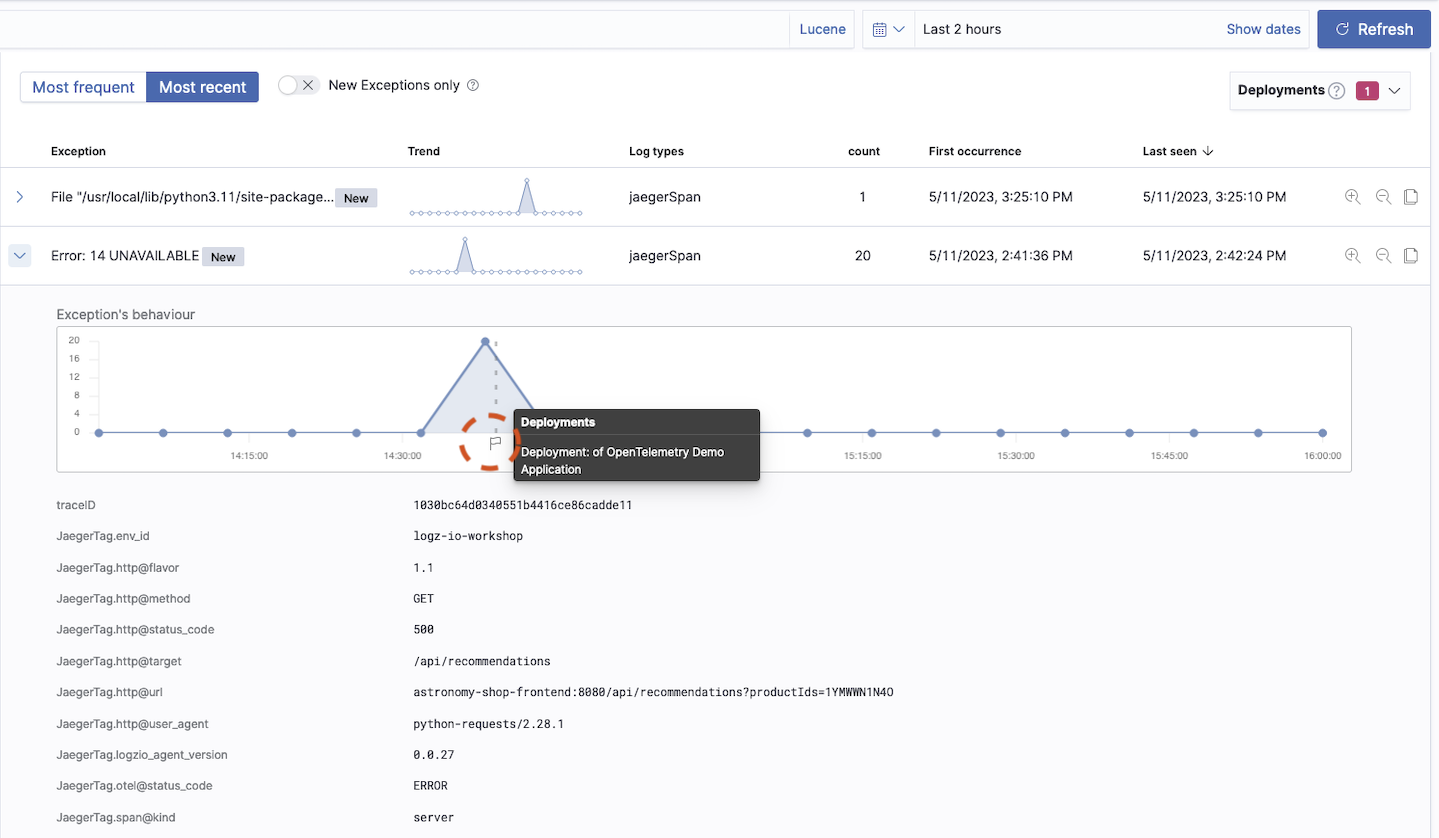 Lucene Last 2 hours Show dates Refresh
Most frequent Most recent New Exceptions only Deployments 1
Exception Trend Log types count First occurrence Last seen
File "/usr/local/lib/python3.11/site-package... New jaegerSpan 1 5/11/2023, 3:25:10 PM 5/11/2023, 3:25:10 PM
Error: 14 UNAVAILABLE New jaegerSpan 20 5/11/2023, 2:41:36 PM 5/11/2023, 2:42:24 PM
Exception's behaviour
20
16
12
8
4
0
Deployments
Deployment: of OpenTelemetry Demo
Application
14:15:00 14:30:00 15:15:00 15:30:00 15:45:00 16:00:00
traceID 1030bc64d0340551b4416ce86cadde11
JaegerTag.env_id logz-io-workshop
JaegerTag.http@flavor 1.1
JaegerTag.http@method GET
JaegerTag.http@status_code 500
JaegerTag.http@target /api/recommendations
JaegerTag.http@url astronomy-shop-frontend:8080/api/recommendations?productIds=1YMWWN1N4O
JaegerTag.http@user_agent python-requests/2.28.1
JaegerTag.logzio_agent_version 0.0.27
JaegerTag.otel@status_code ERROR
JaegerTag.span@kind server